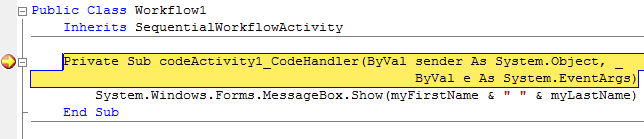 Public Class Workflow1
Inherits SequentialWorkflowActivity
Private Sub codeActivity1_CodeHandler(ByVal sender As System.Object, _
ByVal e As System.EventArgs)
System.Windows.Forms.MessageBox.Show(myFirstName & " " & myLastName)
End Sub